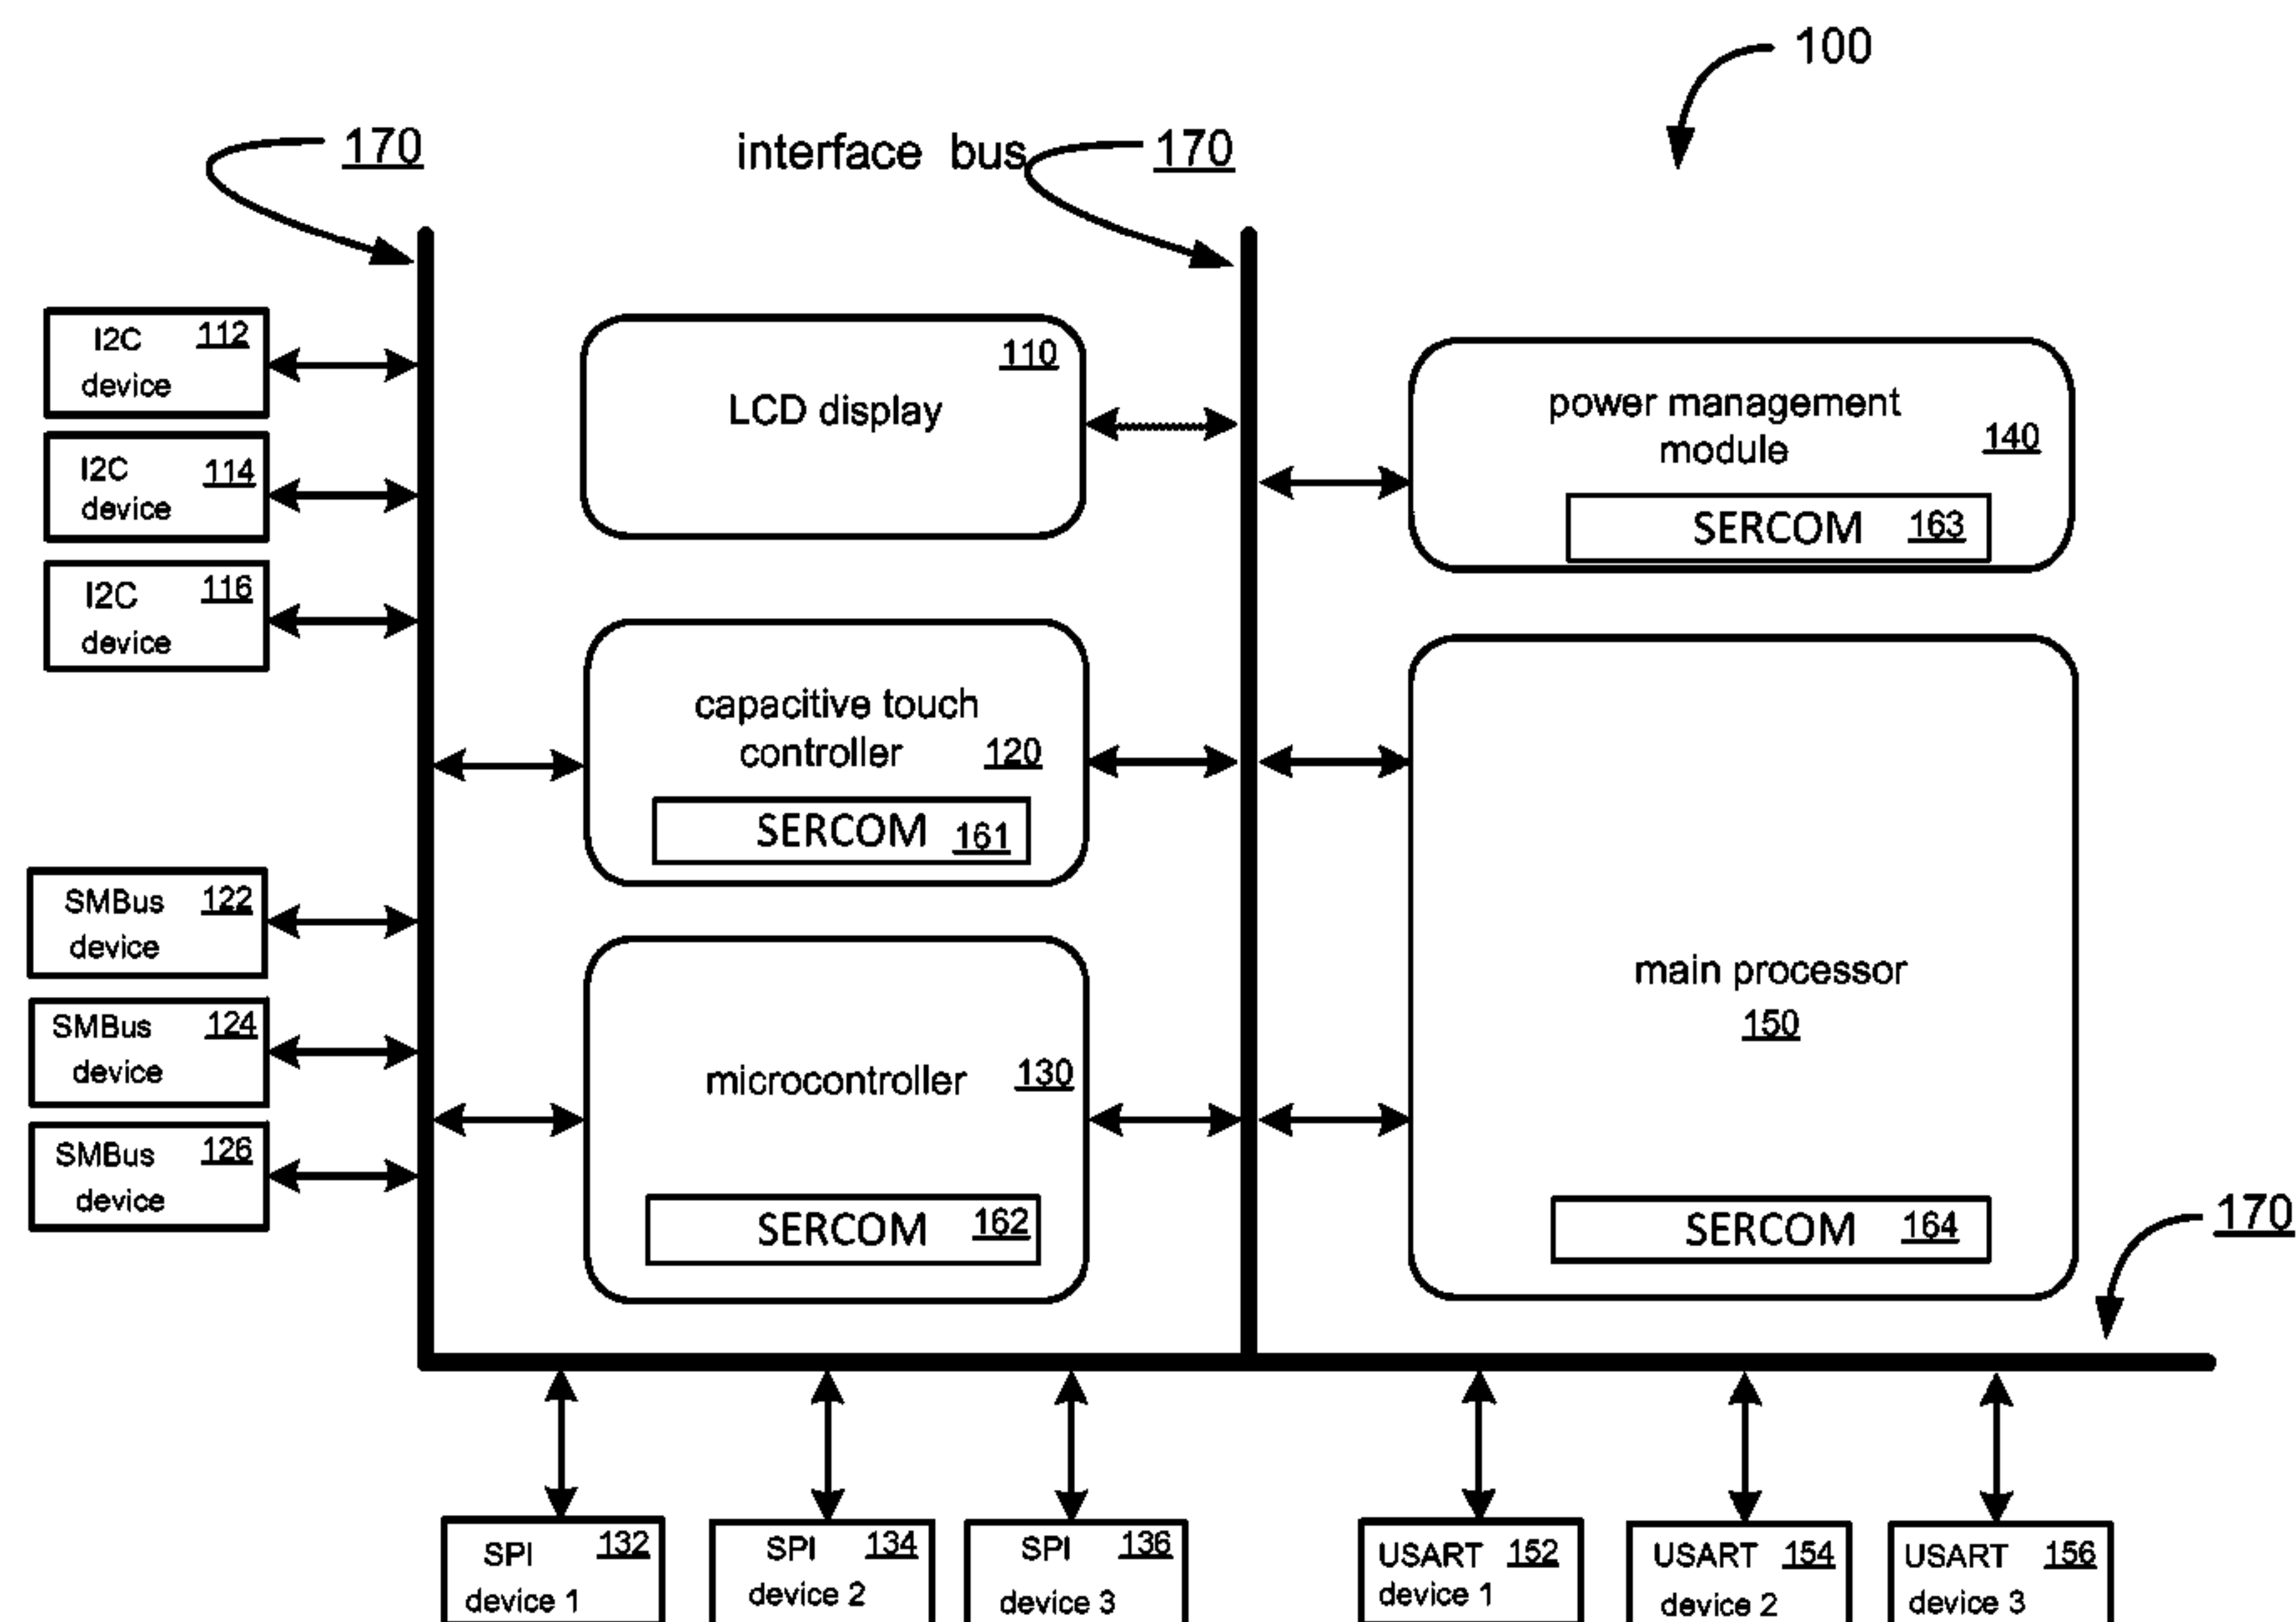 100
170
interface bus
170
I2C 112
device
I2C 114
device
I2C 116
device
SMBus 122
device
SMBus 124
device
SMBus 126
device
110
LCD display
capacitive touch
controller 120
SERCOM 161
microcontroller 130
SERCOM 162
power management
module 140
SERCOM 163
main processor
150
SERCOM 164
170
SPI 132
device 1
SPI 134
device 2
SPI 136
device 3
USART 152
device 1
USART 154
device 2
USART 156
device 3